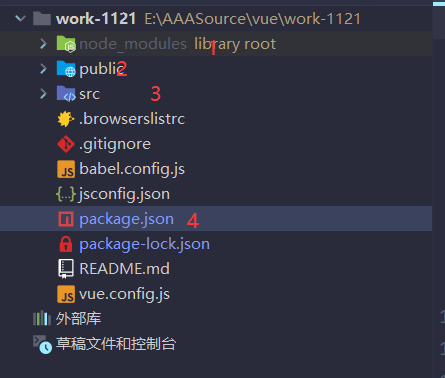 work-1121 E:\AAASource\vue\work-1121
node_modules library root 1
public 2
src 3
.browserslistrc
.gitignore
babel.config.js
jsconfig.json
package.json 4
package-lock.json
README.md
vue.config.js
外部库
草稿文件和控制台